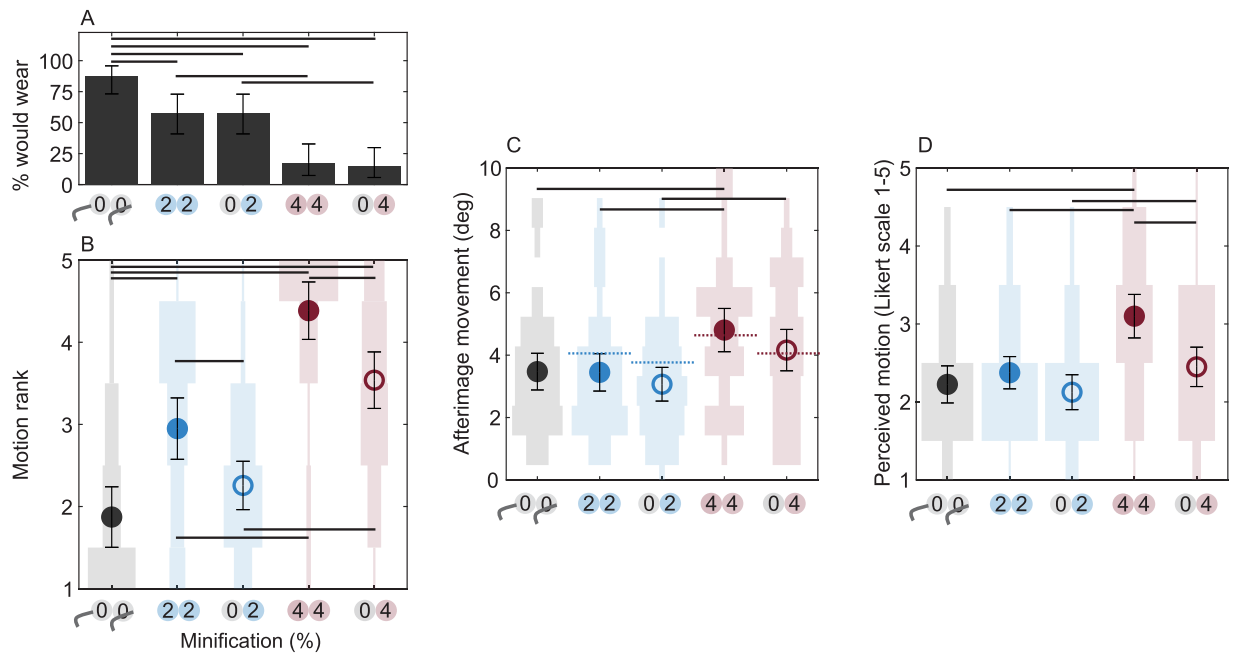 A
% would wear
100
75
50
25
0
0 0 2 2 0 2 4 4 0 4
B
Motion rank
5
4
3
2
1
0 0 2 2 0 2 4 4 0 4
Minification (%)
C
Afterimage movement (deg)
10
8
6
4
2
0
0 0 2 2 0 2 4 4 0 4
D
Perceived motion (Likert scale 1-5)
5
4
3
2
1
0 0 2 2 0 2 4 4 0 4